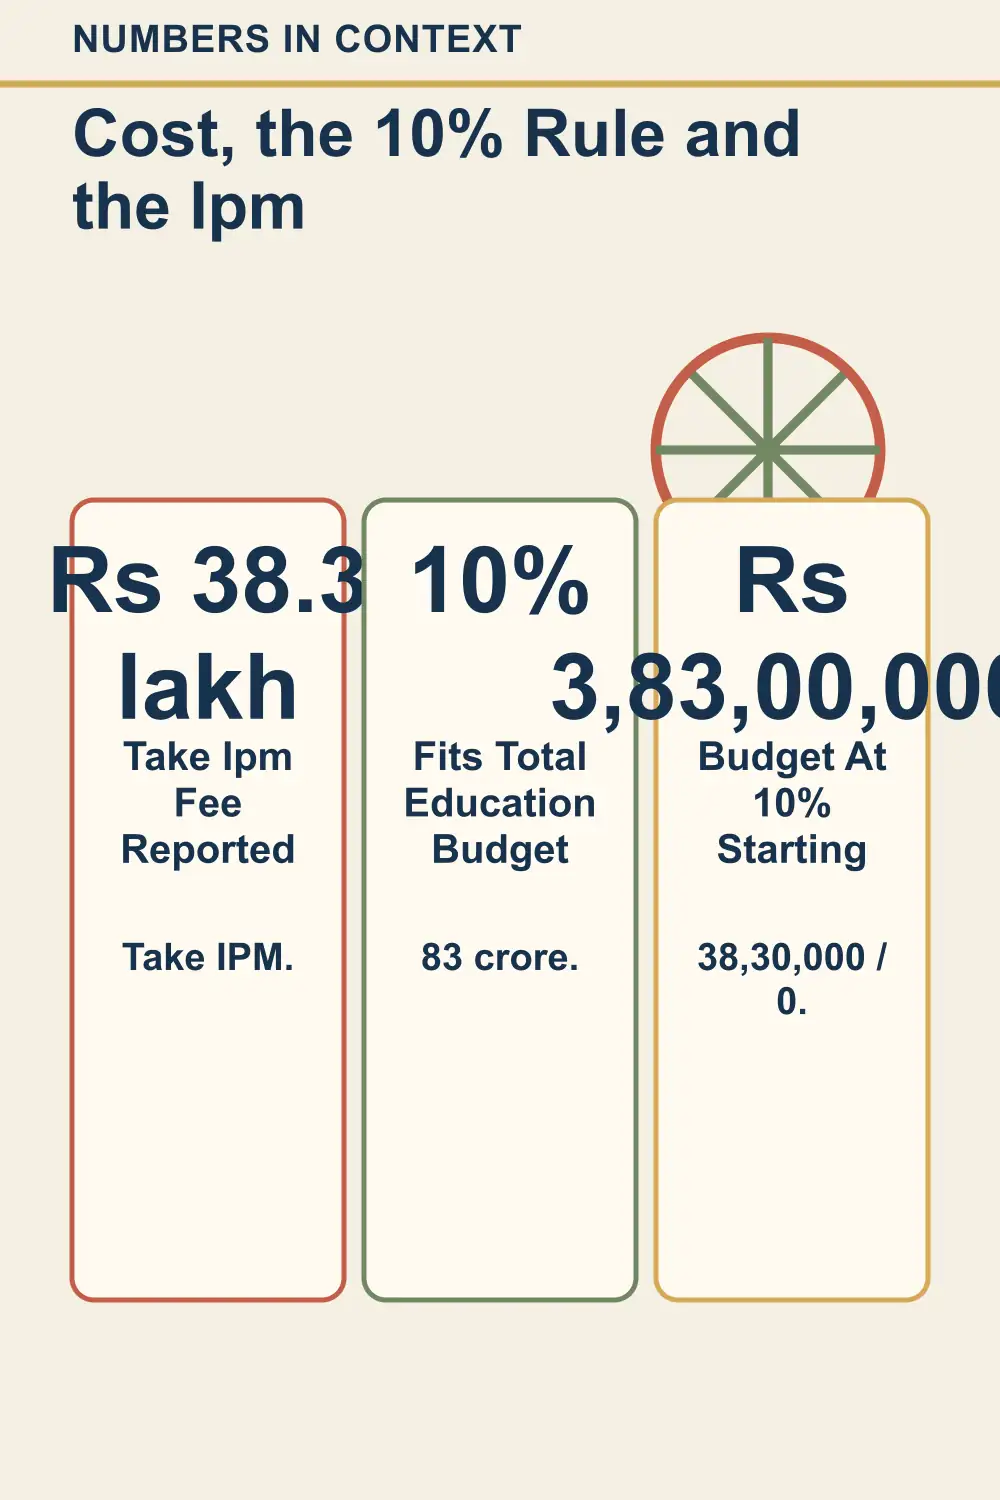 NUMBERS IN CONTEXT
Cost, the 10% Rule and
the Ipm
Rs 38.3
lakh
Take Ipm
Fee
Reported
Take IPM.
10%
Fits Total
Education
Budget
83 crore.
Rs
3,83,00,000
Budget At
10%
Starting
38,30,000 /
0.